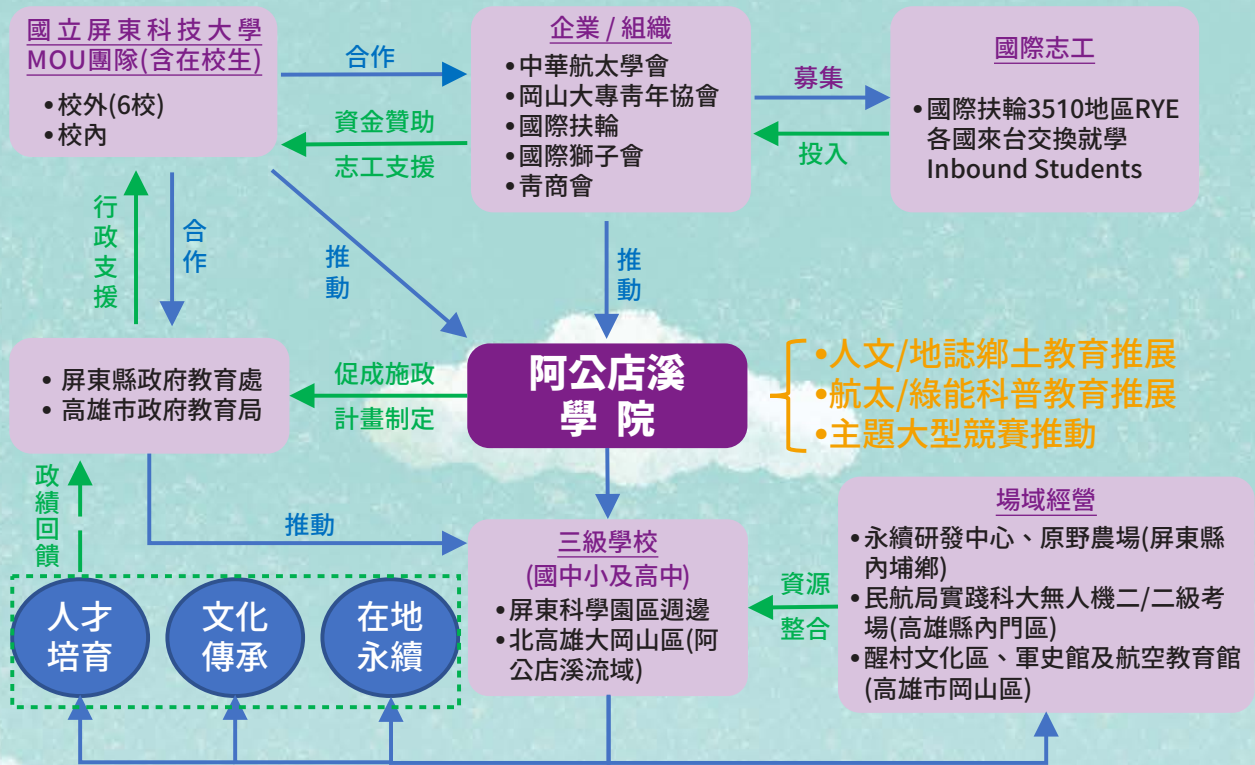 國立屏東科技大學
MOU團隊(含在校生)
•校外(6校)
•校內
合作
資金贊助
志工支援
企業 / 組織
•中華航太學會
•岡山大專青年協會
•國際扶輪
•國際獅子會
•青商會
募集
投入
國際志工
•國際扶輪3510地區RYE
各國來台交換就學
Inbound Students
行政支援
合作
推動
推動
• 屏東縣政府教育處
• 高雄市政府教育局
促成施政
計畫制定
阿公店溪
學 院
•人文/地誌鄉土教育推展
•航太/綠能科普教育推展
•主題大型競賽推動
政績回饋
推動
三級學校
(國中小及高中)
•屏東科學園區週邊
•北高雄大岡山區(阿
公店溪流域)
資源
整合
場域經營
•永續研發中心、原野農場(屏東縣
內埔鄉)
•民航局實踐科大無人機二/二級考
場(高雄縣內門區)
•醒村文化區、軍史館及航空教育館
(高雄市岡山區)
人才
培育
文化
傳承
在地
永續